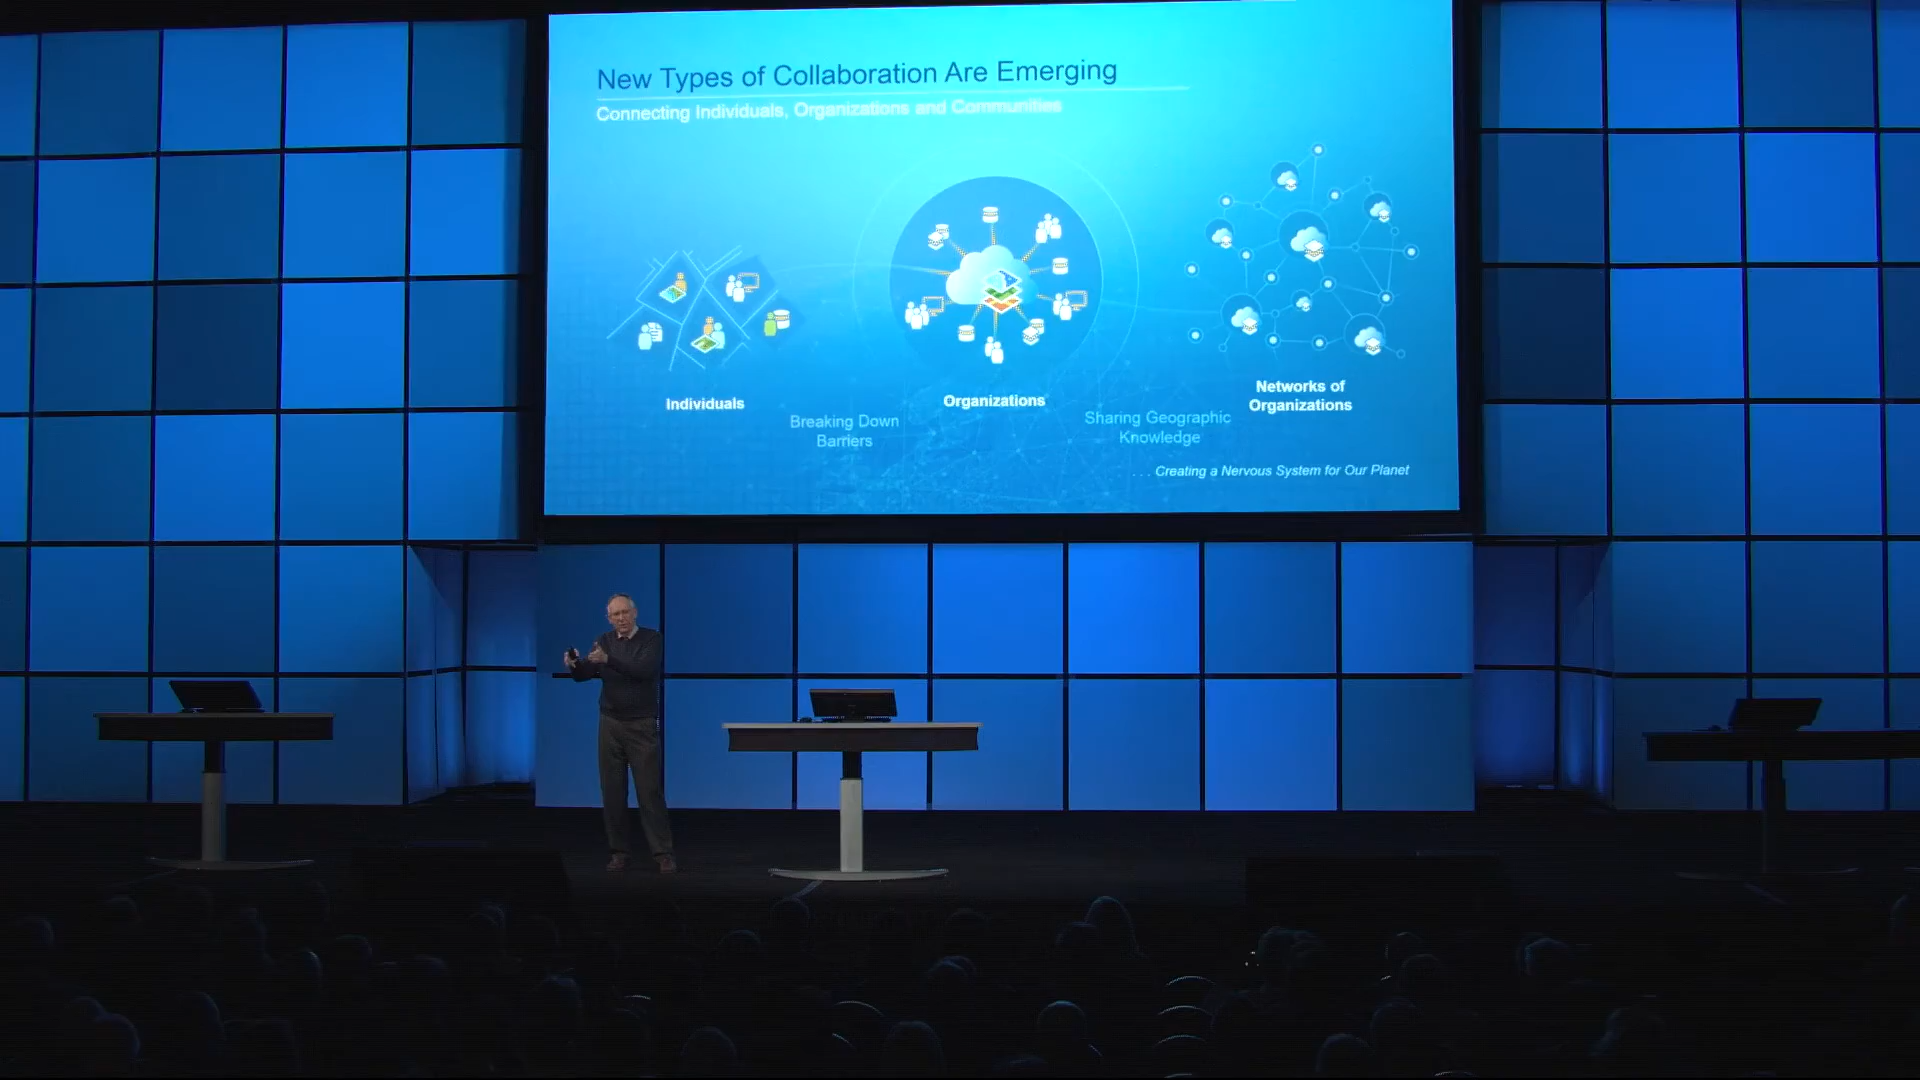 New Types of Collaboration Are Emerging
Connecting Individuals, Organizations and Communities
Individuals
Breaking Down
Barriers
Organizations
Sharing Geographic
Knowledge
Networks of
Organizations
. . . Creating a Nervous System for Our Planet